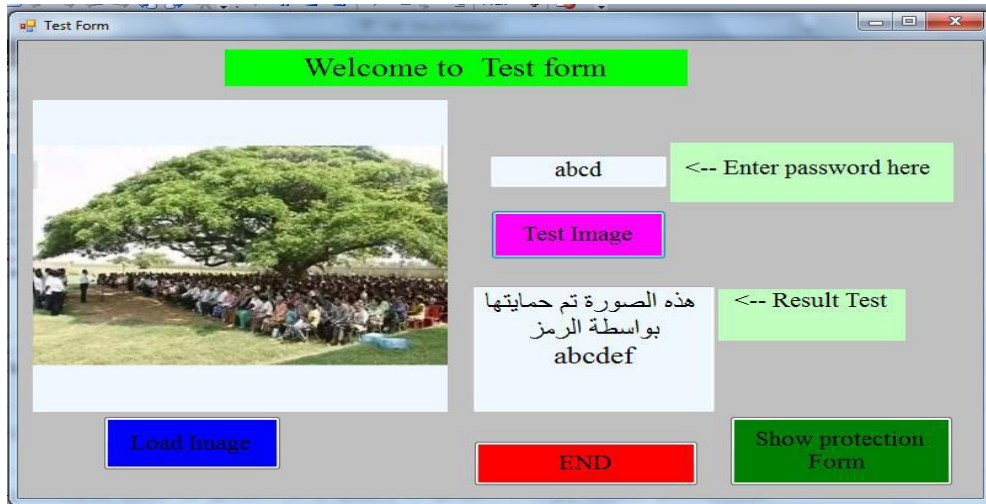 Test Form
Welcome to Test form
abcd
<-- Enter password here
Test Image
هذه الصورة تم حمايتها
بواسطة الرمز
abcdef
<-- Result Test
Load Image
END
Show protection
Form